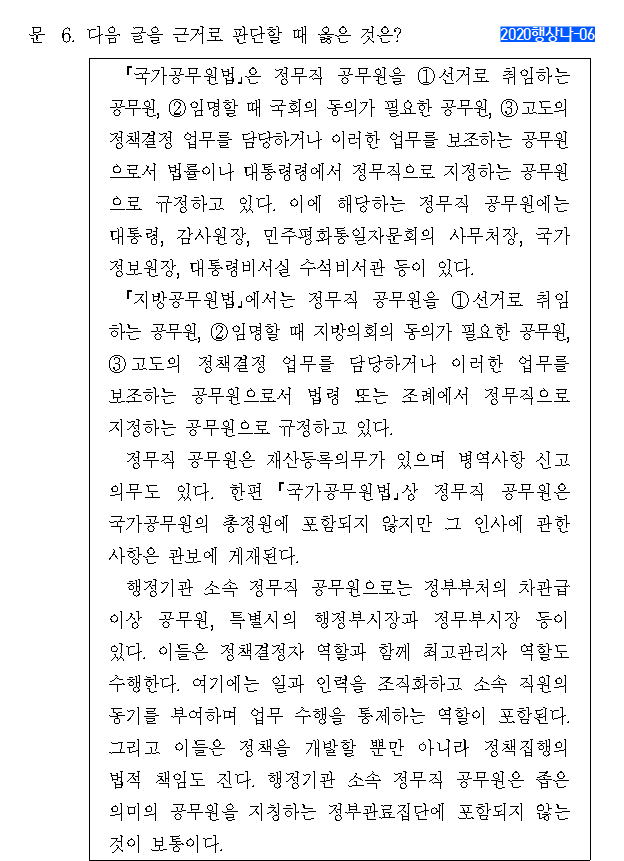 문 6. 다음 글을 근거로 판단할 때 옳은 것은?
2020행상나-06
「국가공무원법」은 정무직 공무원을 ①선거로 취임하는
공무원, ②임명할 때 국회의 동의가 필요한 공무원, ③고도의
정책결정 업무를 담당하거나 이러한 업무를 보조하는 공무원
으로서 법률이나 대통령령에서 정무직으로 지정하는 공무원
으로 규정하고 있다. 이에 해당하는 정무직 공무원에는
대통령, 감사원장, 민주평화통일자문회의 사무처장, 국가
정보원장, 대통령비서실 수석비서관 등이 있다.
「지방공무원법」에서는 정무직 공무원을 ①선거로 취임
하는 공무원, ②임명할 때 지방의회의 동의가 필요한 공무원,
③고도의 정책결정 업무를 담당하거나 이러한 업무를
보조하는 공무원으로서 법령 또는 조례에서 정무직으로
지정하는 공무원으로 규정하고 있다.
정무직 공무원은 재산등록의무가 있으며 병역사항 신고
의무도 있다. 한편 「국가공무원법」상 정무직 공무원은
국가공무원의 총정원에 포함되지 않지만 그 인사에 관한
사항은 관보에 게재된다.
행정기관 소속 정무직 공무원으로는 정부부처의 차관급
이상 공무원, 특별시의 행정부시장과 정무부시장 등이
있다. 이들은 정책결정자 역할과 함께 최고관리자 역할도
수행한다. 여기에는 일과 인력을 조직화하고 소속 직원의
동기를 부여하며 업무 수행을 통제하는 역할이 포함된다.
그리고 이들은 정책을 개발할 뿐만 아니라 정책집행의
법적 책임도 진다. 행정기관 소속 정무직 공무원은 좁은
의미의 공무원을 지칭하는 정부관료집단에 포함되지 않는
것이 보통이다.